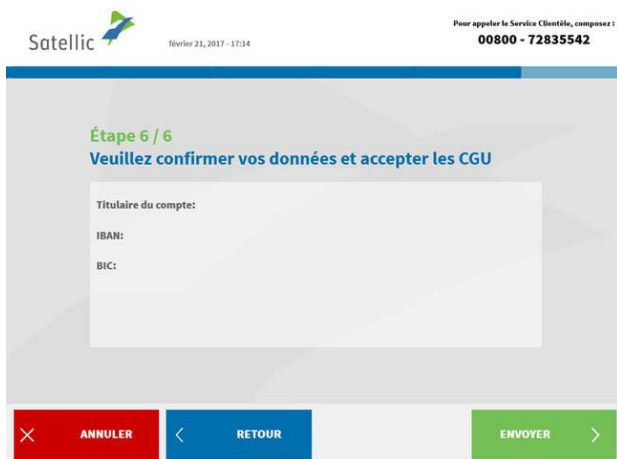 Satellic
février 21, 2017 - 17:14
Pour appeler le Service Clientèle, composez :
00800 - 72835542
Étape 6 / 6
Veuillez confirmer vos données et accepter les CGU
Titulaire du compte:
IBAN:
BIC:
ANNULER
RETOUR
ENVOYER